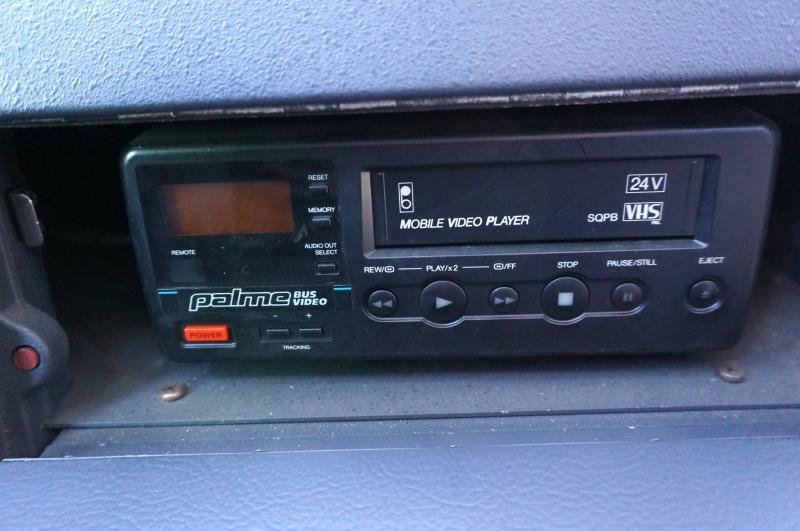 RESET
MEMORY
AUDIO OUT
SELECT
REMOTE
palme BUS VIDEO
POWER
- +
TRACKING
MOBILE VIDEO PLAYER
24V
SQPB VHS
PAL
REW/ PLAY/x2 /FF STOP PAUSE/STILL EJECT